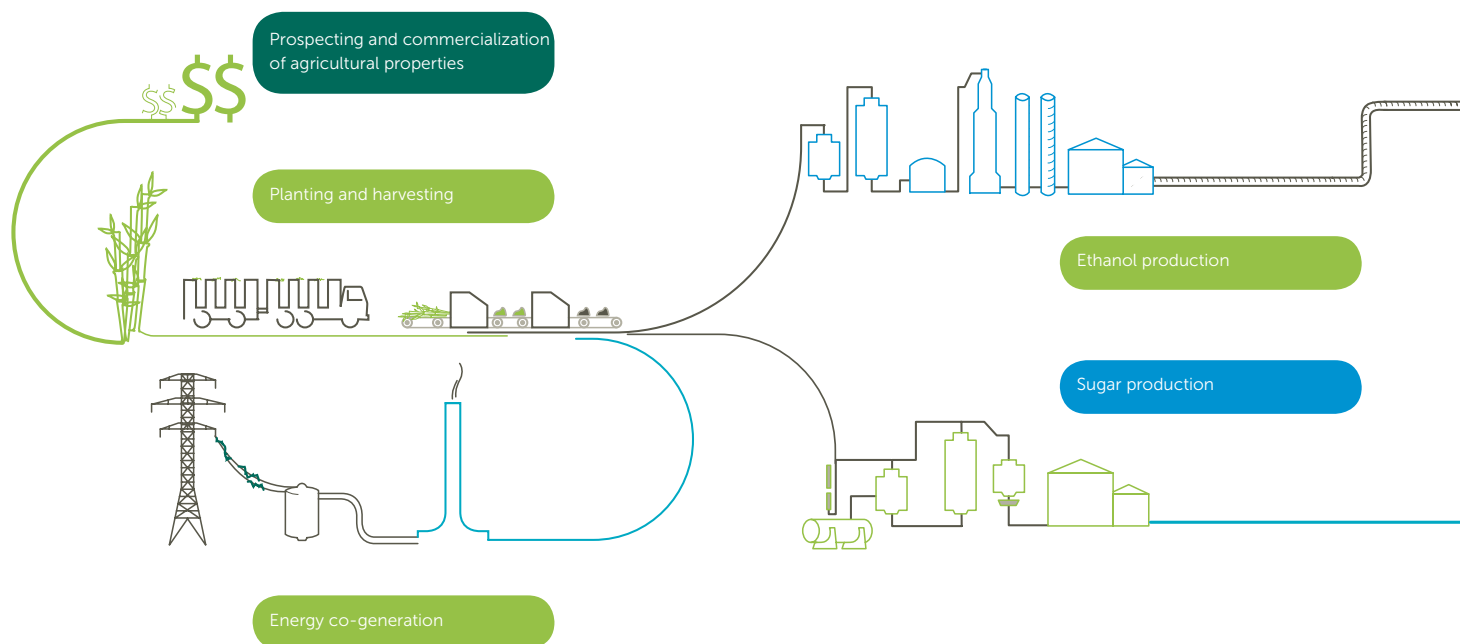 Prospecting and commercialization
of agricultural properties
$$
$$
Planting and harvesting
Ethanol production
Sugar production
Energy co-generation